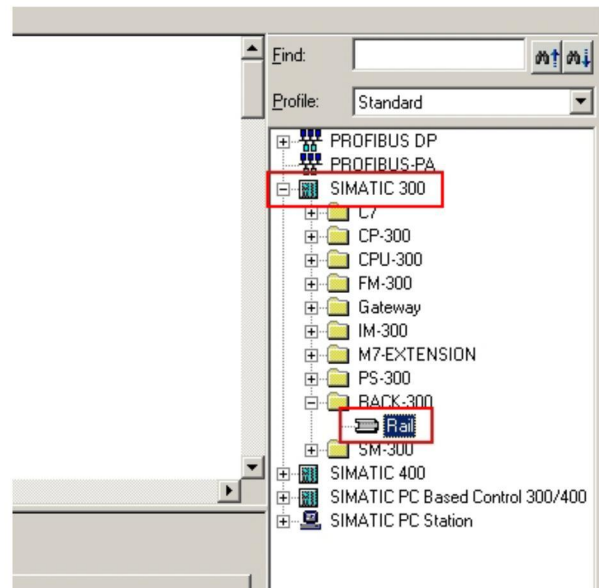 Find:
Profile: Standard
PROFIBUS DP
PROFIBUS-PA
SIMATIC 300
C7
CP-300
CPU-300
FM-300
Gateway
IM-300
M7-EXTENSION
PS-300
RACK-300
Rail
SM-300
SIMATIC 400
SIMATIC PC Based Control 300/400
SIMATIC PC Station